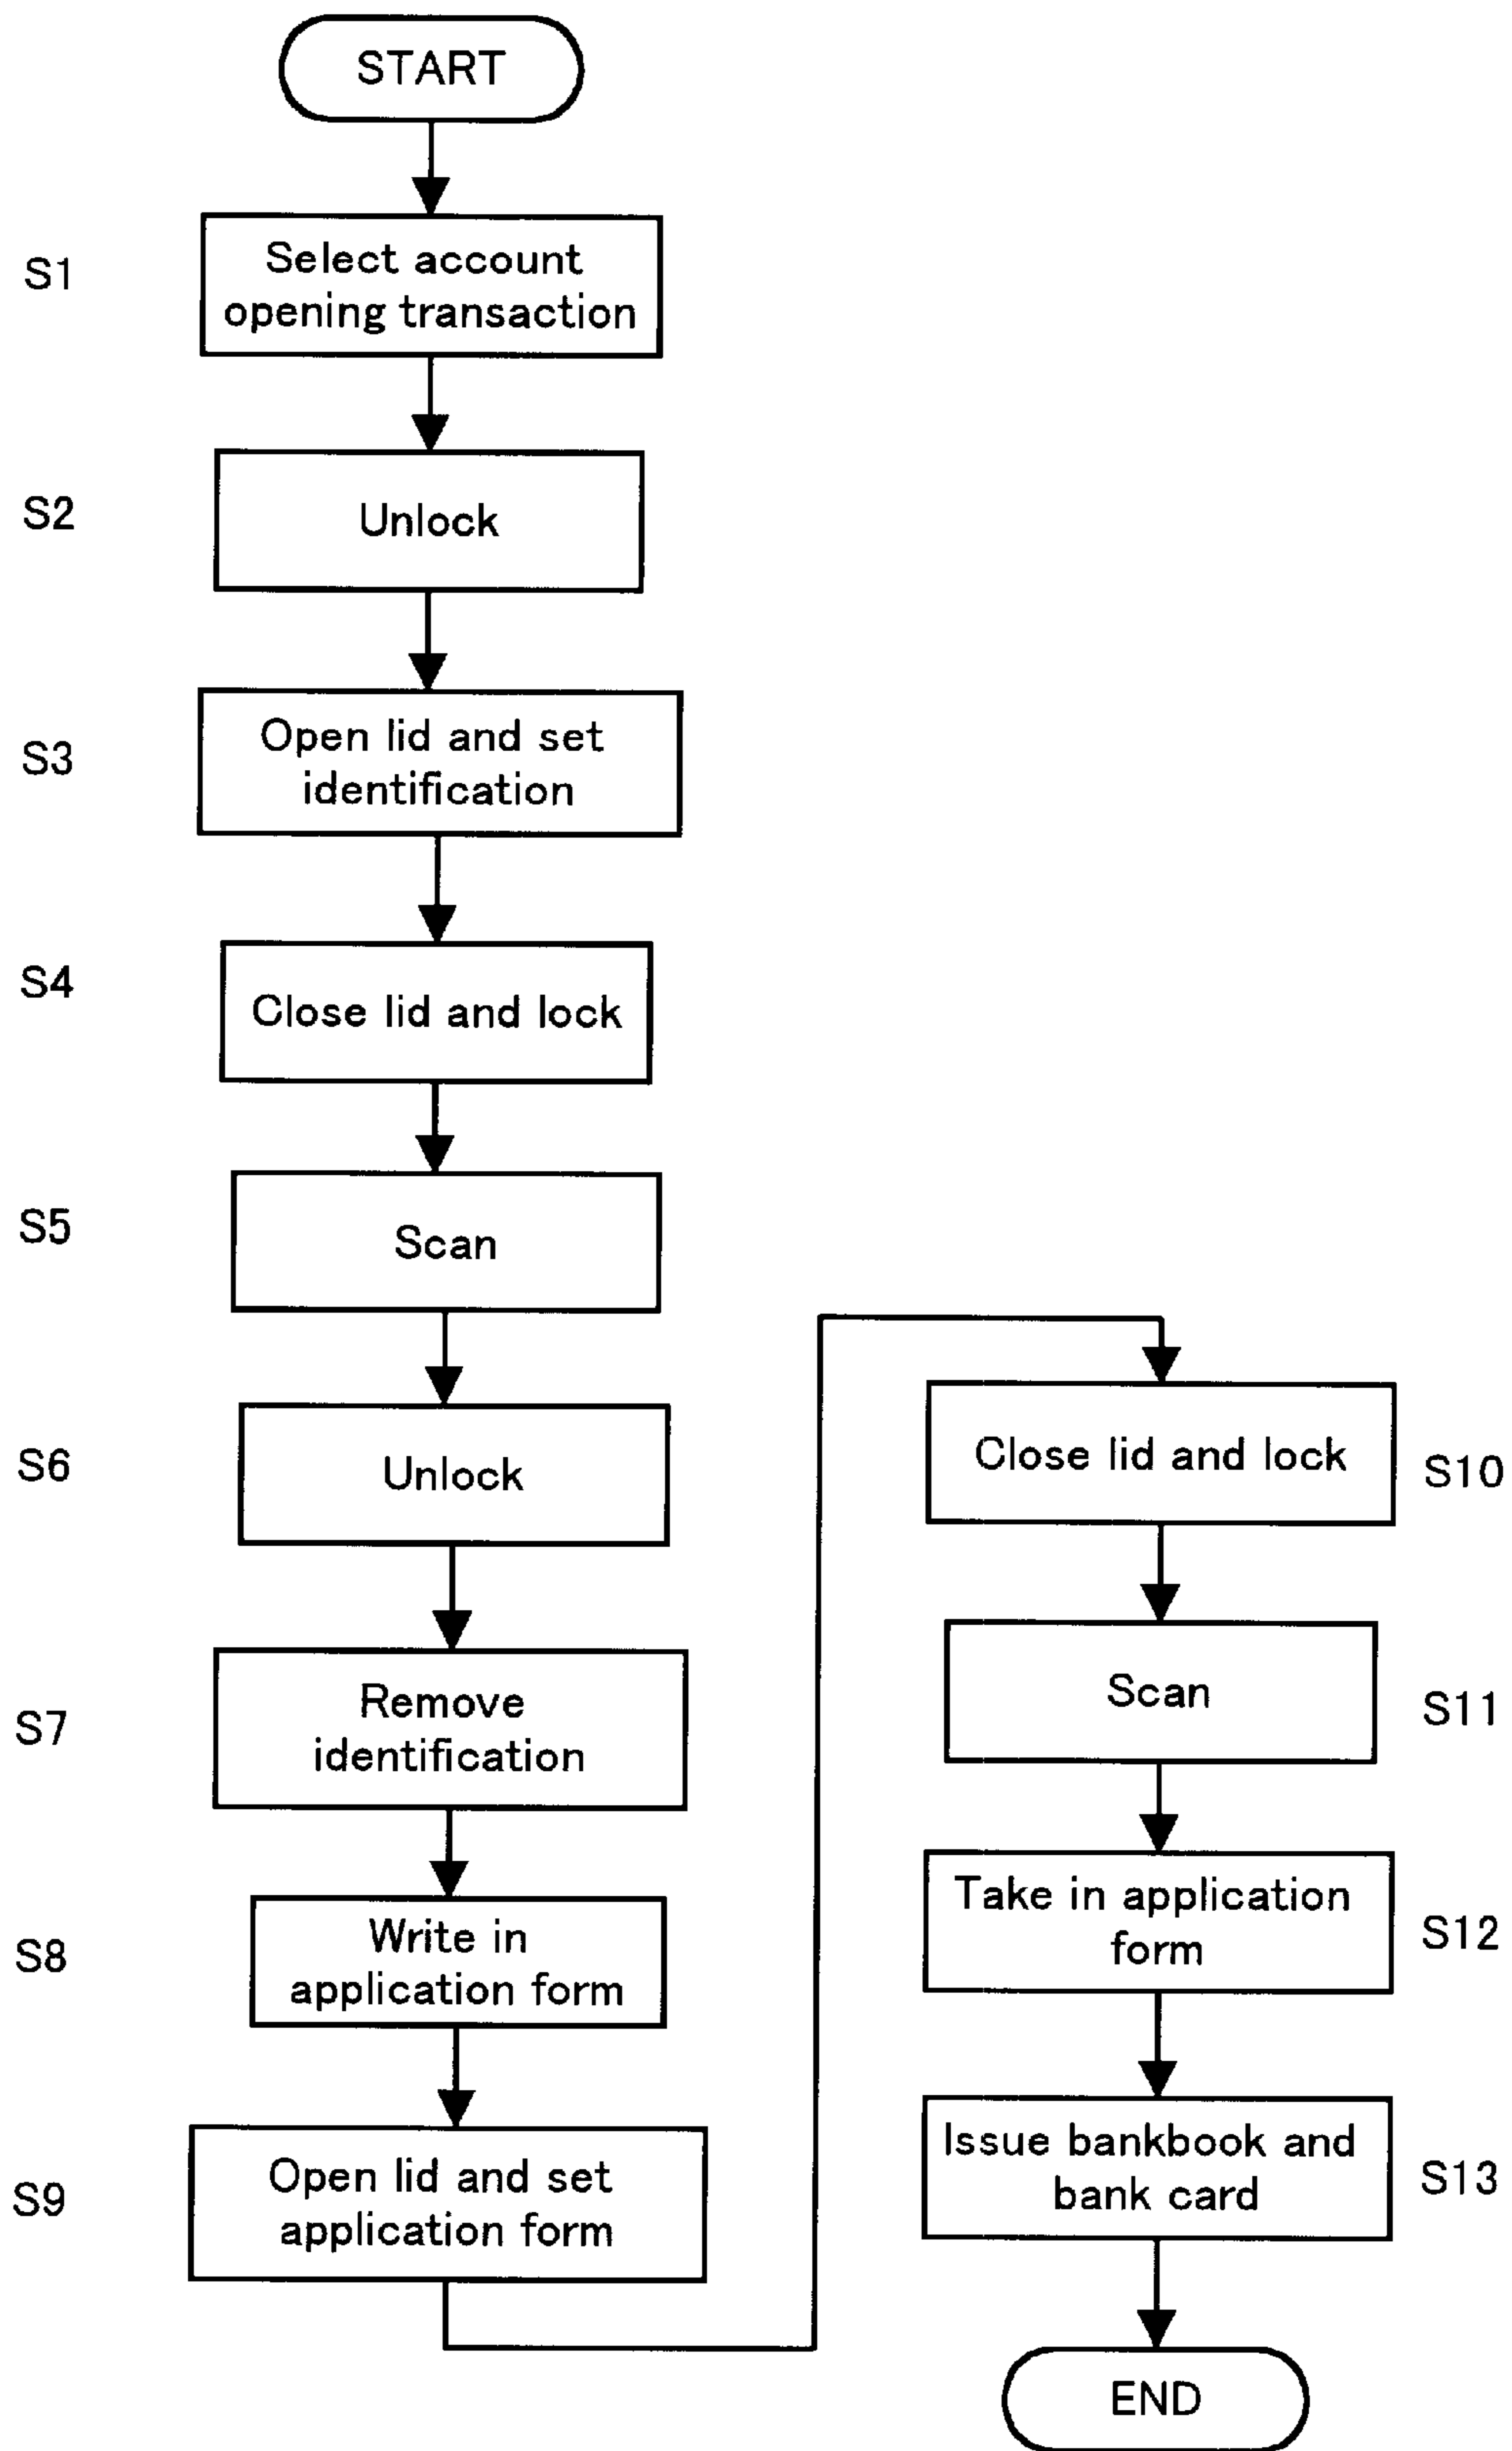 START
S1
Select account
opening transaction
S2
Unlock
S3
Open lid and set
identification
S4
Close lid and lock
S5
Scan
S6
Unlock
S7
Remove
identification
S8
Write in
application form
S9
Open lid and set
application form
Close lid and lock
S10
Scan
S11
Take in application
form
S12
Issue bankbook and
bank card
S13
END